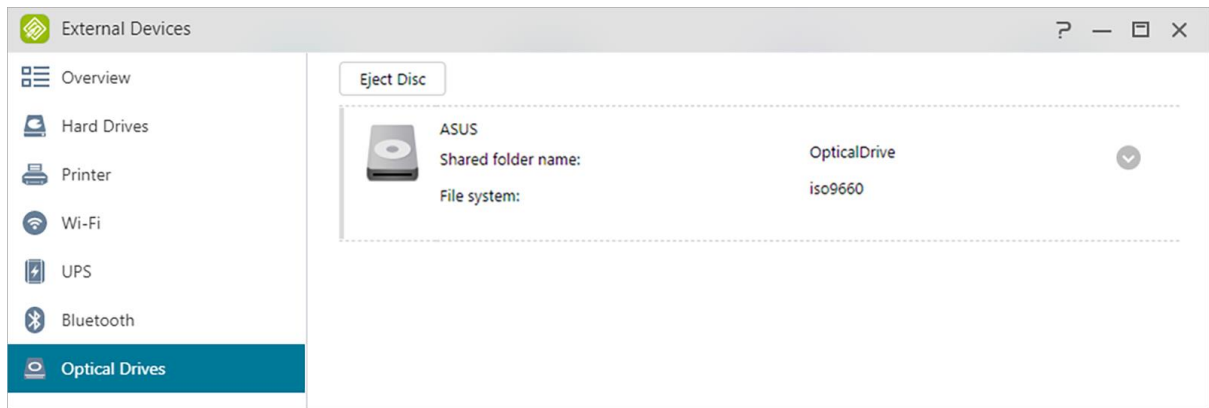 External Devices
Overview
Hard Drives
Printer
Wi-Fi
UPS
Bluetooth
Optical Drives
Eject Disc
ASUS
Shared folder name: OpticalDrive
File system: iso9660